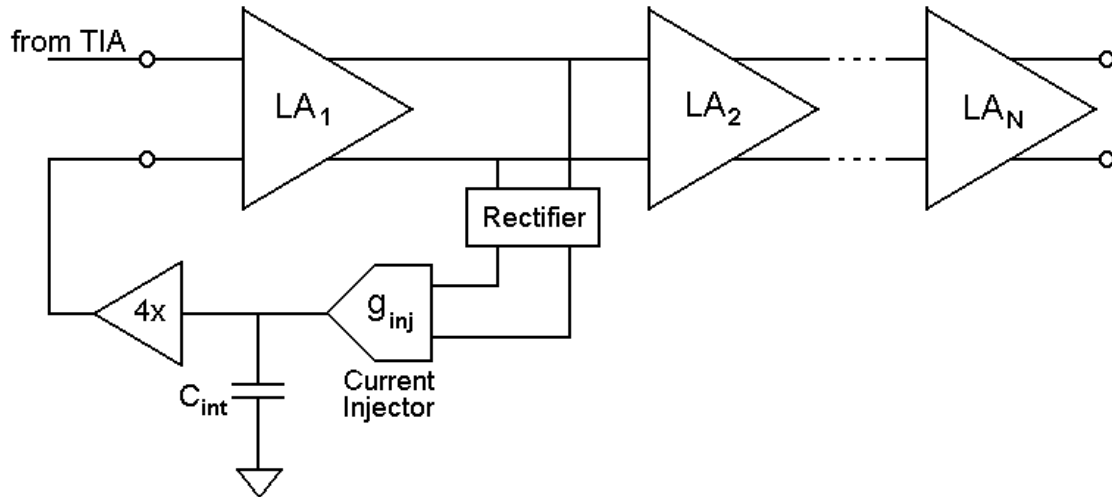 from TIA
LA1
LA2
LAN
Rectifier
4x
ginj
Cint
Current
Injector